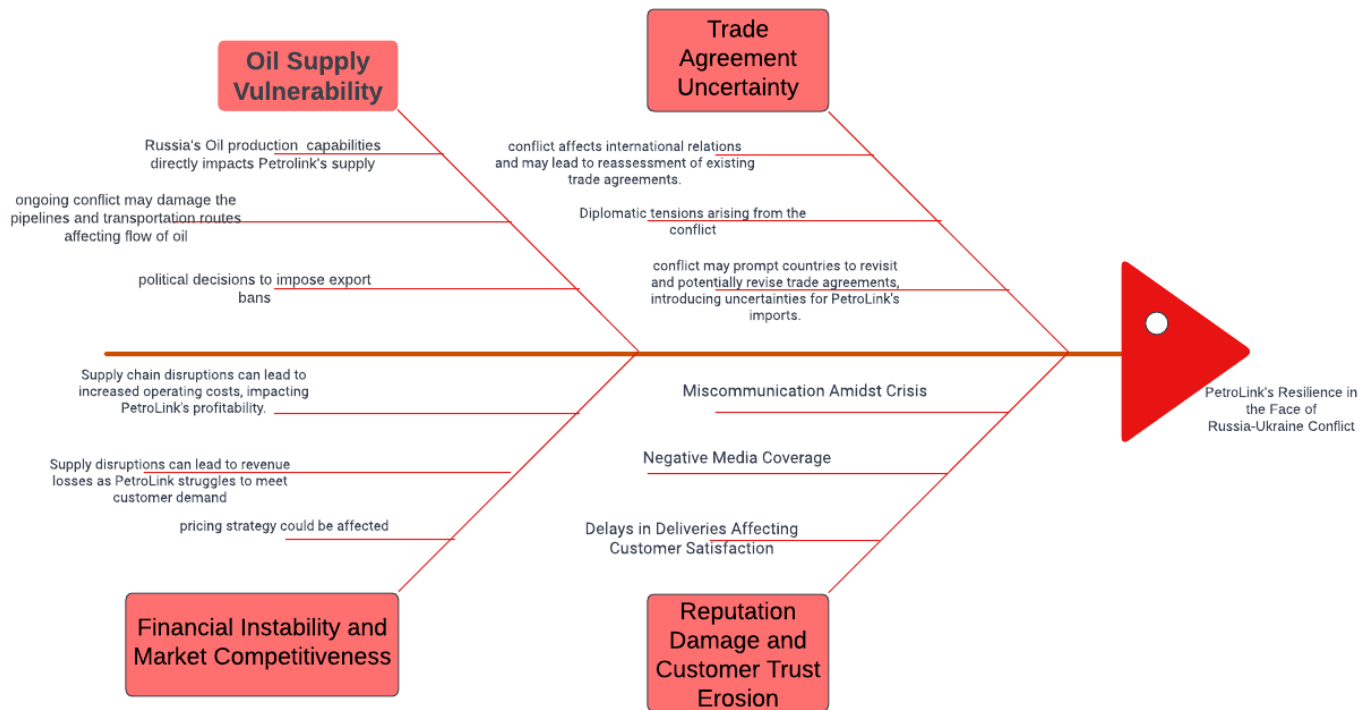 Oil Supply
Vulnerability
Russia's Oil production capabilities
directly impacts Petrolink's supply
ongoing conflict may damage the
pipelines and transportation routes
affecting flow of oil
political decisions to impose export
bans
Trade
Agreement
Uncertainty
conflict affects international relations
and may lead to reassessment of existing
trade agreements.
Diplomatic tensions arising from the
conflict
conflict may prompt countries to revisit
and potentially revise trade agreements,
introducing uncertainties for PetroLink's
imports.
Supply chain disruptions can lead to
increased operating costs, impacting
PetroLink's profitability.
Supply disruptions can lead to revenue
losses as PetroLink struggles to meet
customer demand
pricing strategy could be affected
Financial Instability and
Market Competitiveness
Miscommunication Amidst Crisis
Negative Media Coverage
Delays in Deliveries Affecting
Customer Satisfaction
Reputation
Damage and
Customer Trust
Erosion
PetroLink's Resilience in
the Face of
Russia-Ukraine Conflict